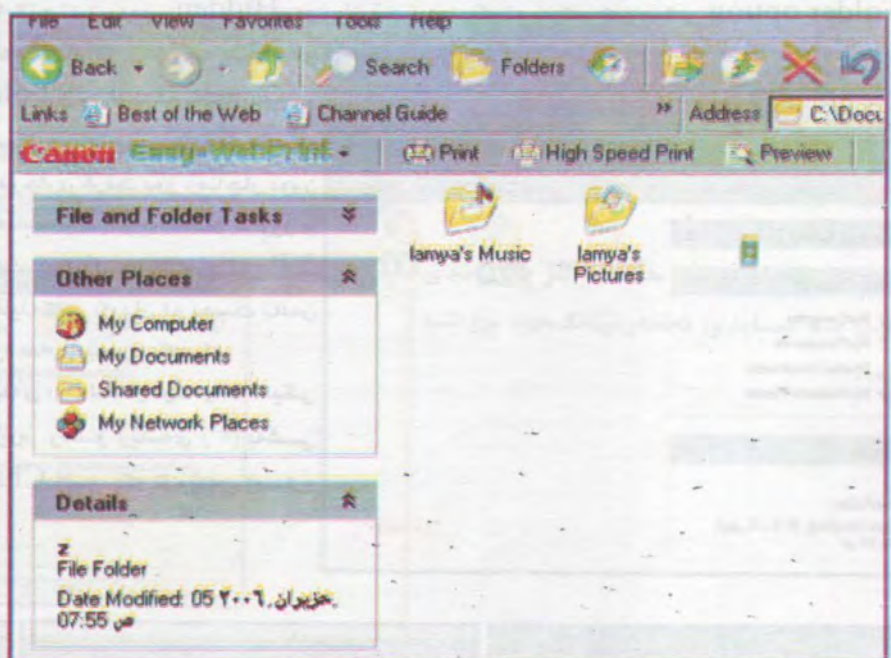 File Edit View Favorites Tools Help
Back Search Folders
Links Best of the Web Channel Guide » Address C:\Docu
Canon Easy-WebPrint Print High Speed Print Preview
File and Folder Tasks
lamya's Music
lamya's
Pictures
Other Places
My Computer
My Documents
Shared Documents
My Network Places
Details
z
File Folder
Date Modified: 05 حزيران, ٢٠٠٦,
07:55 ص